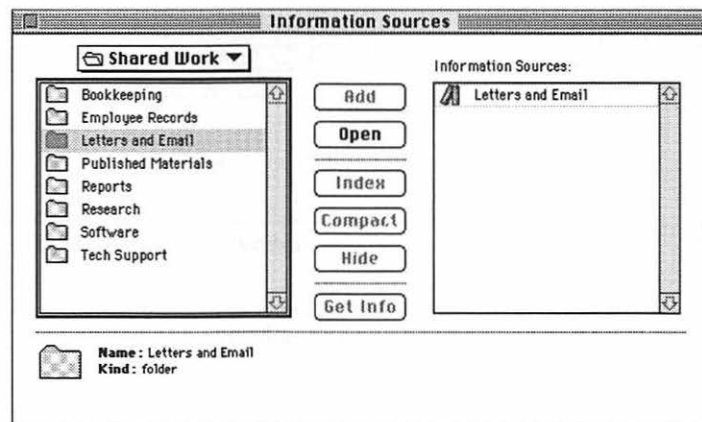 Information Sources
Shared Work
Information Sources:
Bookkeeping
Employee Records
Letters and Email
Published Materials
Reports
Research
Software
Tech Support
Add
Open
Index
Compact
Hide
Get Info
Letters and Email
Name: Letters and Email
Kind: folder